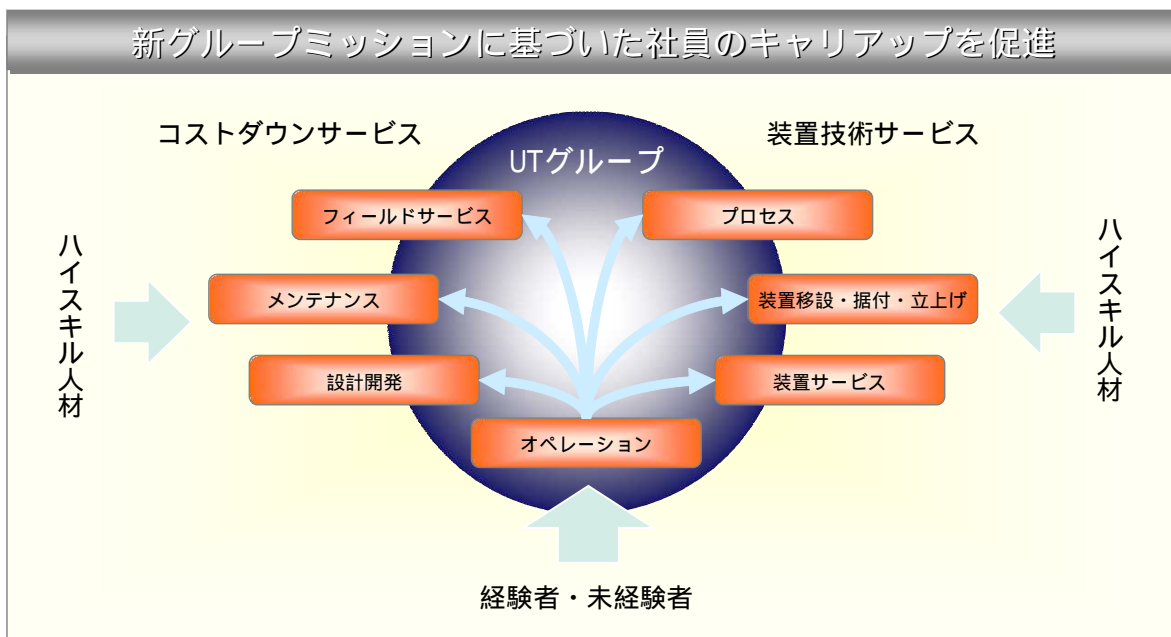 新グループミッションに基づいた社員のキャリアアップを促進
コストダウンサービス
装置技術サービス
UTグループ
フィールドサービス
プロセス
ハイスキル人材
ハイスキル人材
メンテナンス
装置移設・据付・立上げ
設計開発
装置サービス
オペレーション
経験者・未経験者